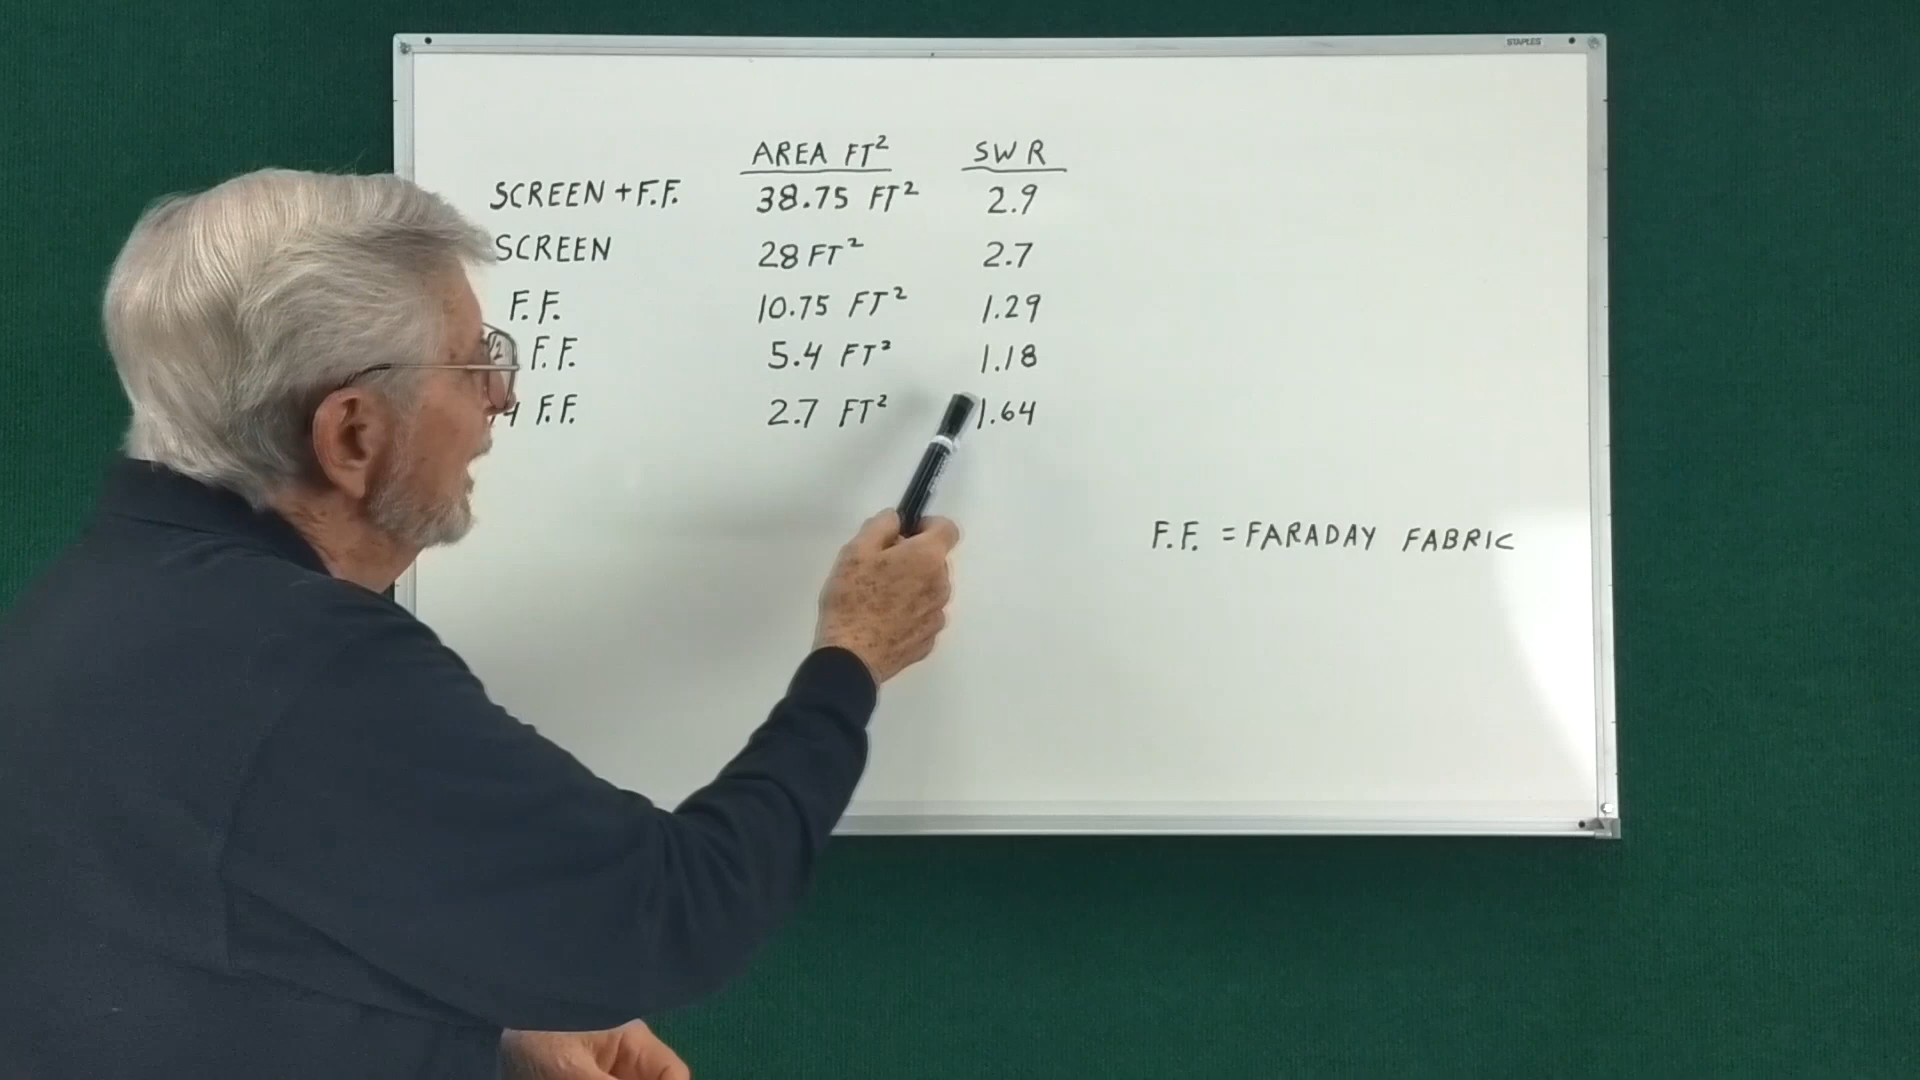 STAPLES
AREA FT² SWR
SCREEN + F.F. 38.75 FT² 2.9
SCREEN 28 FT² 2.7
F.F. 10.75 FT² 1.29
F.F. 5.4 FT² 1.18
F.F. 2.7 FT² 1.64
F.F. = FARADAY FABRIC